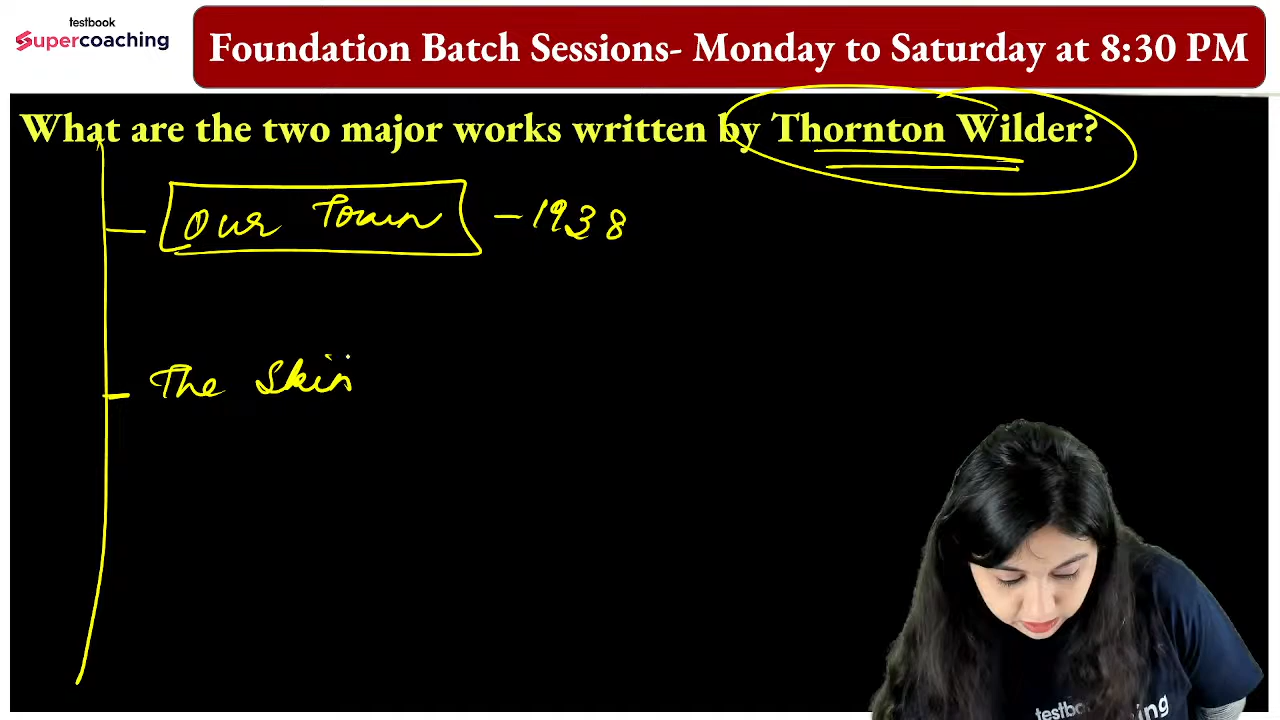 testbook
Supercoaching
Foundation Batch Sessions- Monday to Saturday at 8:30 PM
What are the two major works written by Thornton Wilder?
Our Town - 1938
The Skin
testbook